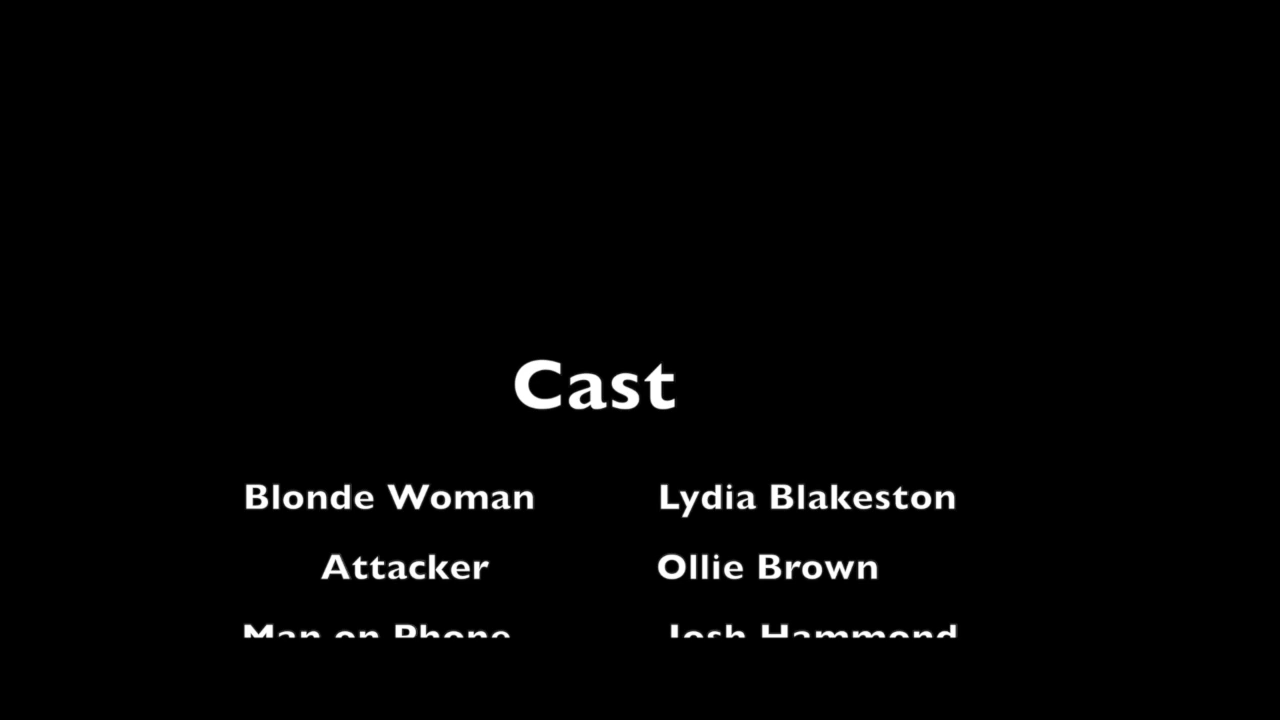 Cast
Blonde Woman Lydia Blakeston
Attacker Ollie Brown
Man on Phone Josh Hammond